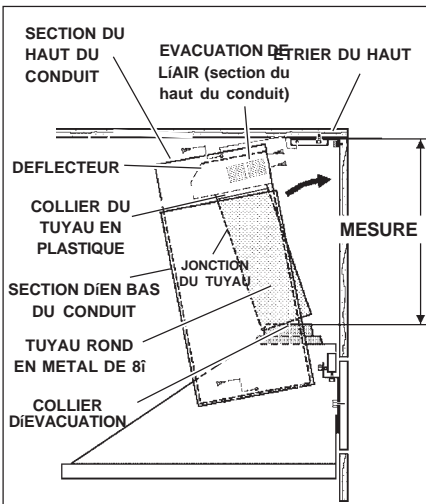 SECTION DU
HAUT DU
CONDUIT
EVACUATION DE
LíAIR (section du
haut du conduit)
ETRIER DU HAUT
DEFLECTEUR
COLLIER DU
TUYAU EN
PLASTIQUE
MESURE
JONCTION
DU TUYAU
SECTION DíEN BAS
DU CONDUIT
TUYAU ROND
EN METAL DE 8î
COLLIER
DíEVACUATION